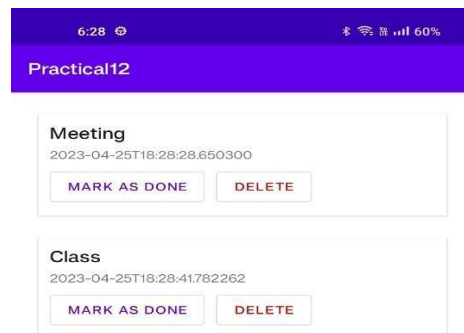 6:28 60%
Practical12
Meeting
2023-04-25T18:28:28.650300
MARK AS DONE DELETE
Class
2023-04-25T18:28:41.782262
MARK AS DONE DELETE